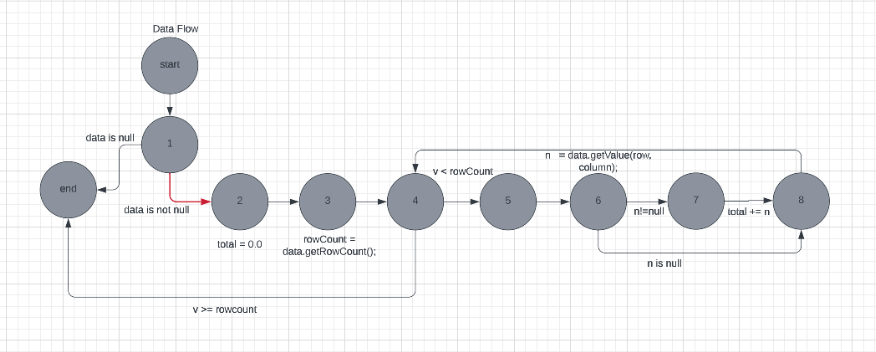 Data Flow
start
1
data is null
end
data is not null
2
total = 0.0
3
rowCount =
data.getRowCount();
4
v < rowCount
5
n = data.getValue(row,
column);
6
n!=null
7
total += n
8
n is null
v >= rowcount